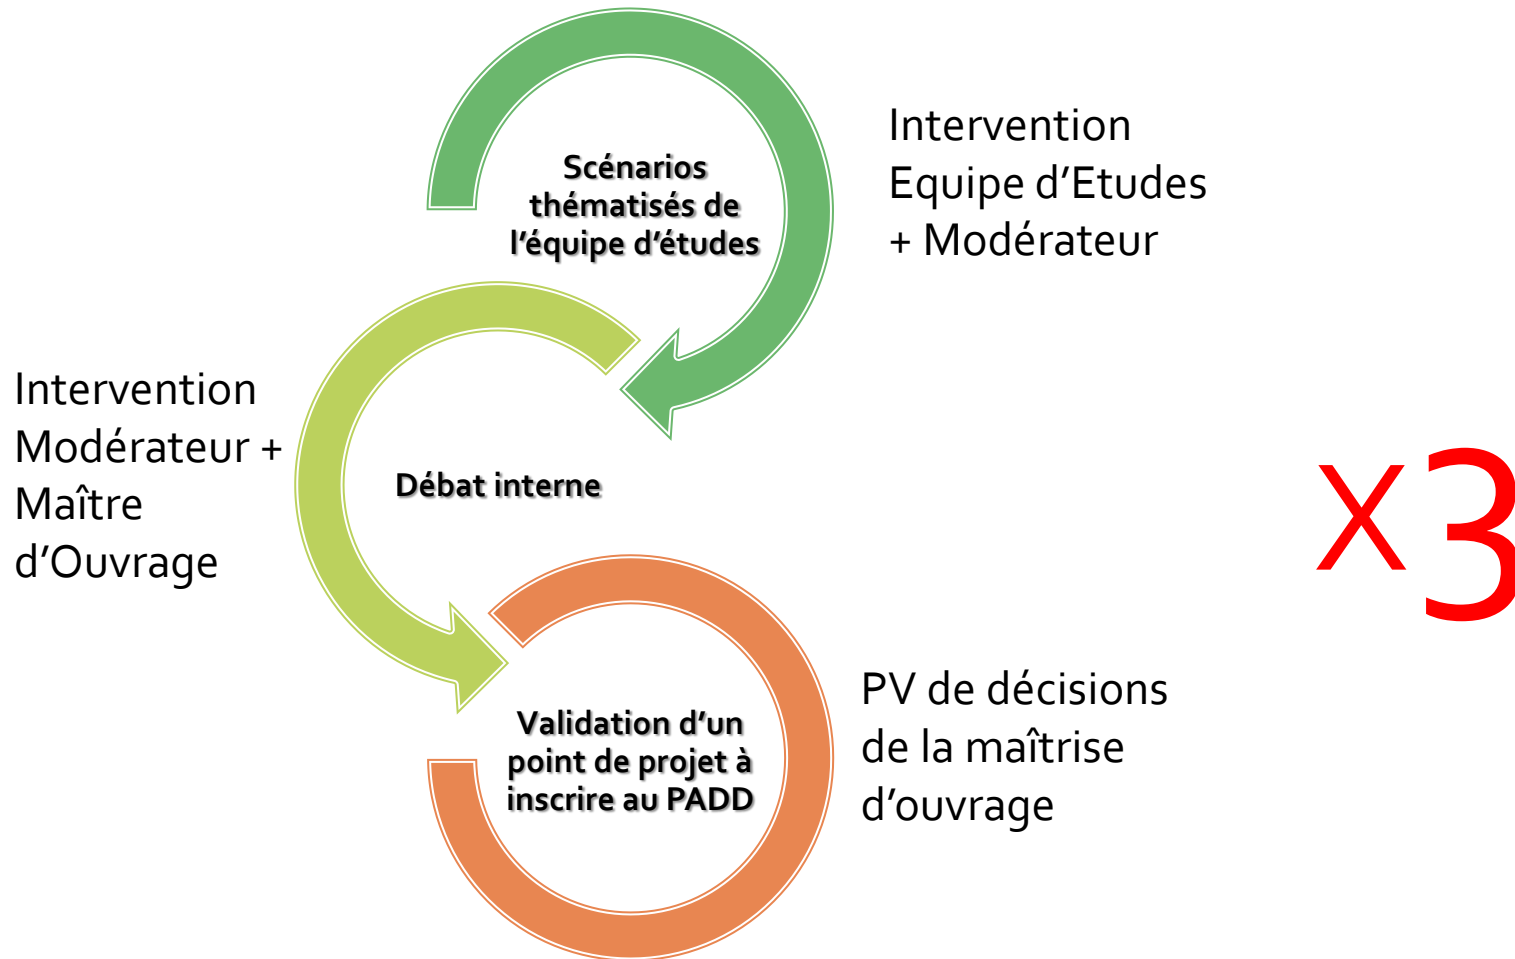 Scénarios
thématisés de
l’équipe d’études
Intervention
Equipe d’Etudes
+ Modérateur
Intervention
Modérateur +
Maître
d’Ouvrage
Débat interne
x3
Validation d’un
point de projet à
inscrire au PADD
PV de décisions
de la maîtrise
d’ouvrage